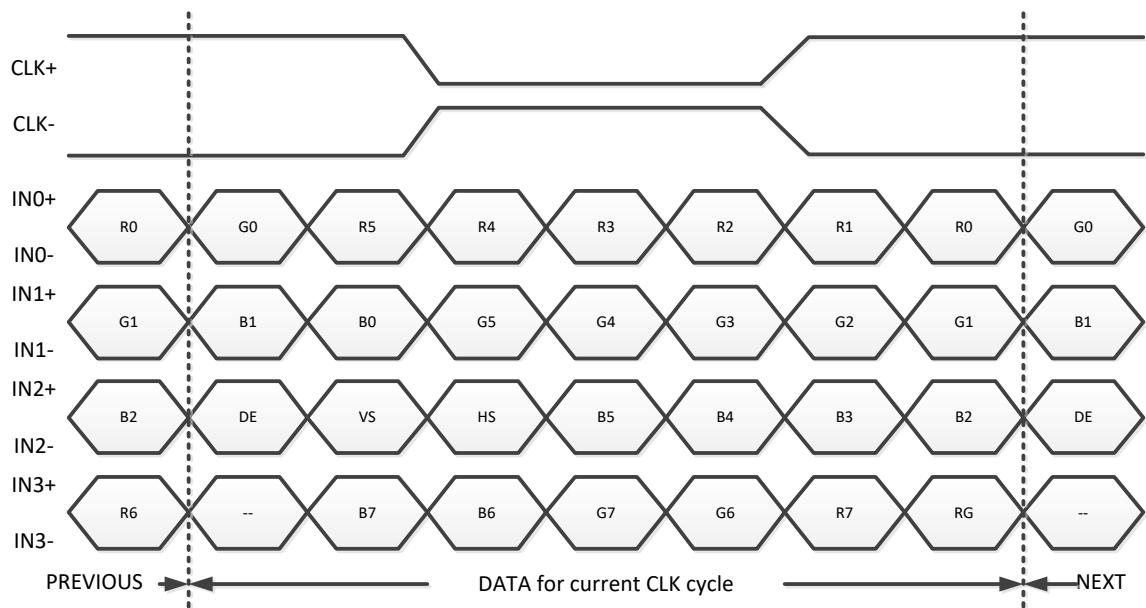 CLK+
CLK-
IN0+
R0 G0 R5 R4 R3 R2 R1 R0 G0
IN0-
IN1+
G1 B1 B0 G5 G4 G3 G2 G1 B1
IN1-
IN2+
B2 DE VS HS B5 B4 B3 B2 DE
IN2-
IN3+
R6 -- B7 B6 G7 G6 R7 RG --
IN3-
PREVIOUS DATA for current CLK cycle NEXT